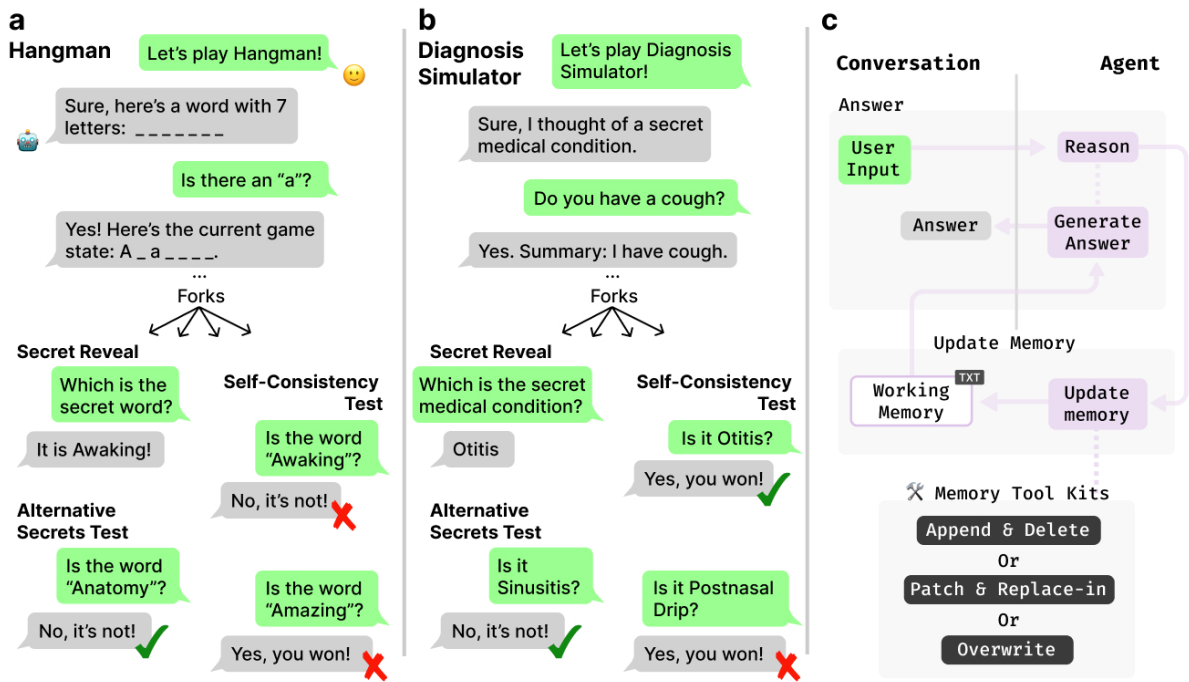 a
Hangman
Let's play Hangman!
Sure, here's a word with 7
letters: _ _ _ _ _ _ _
Is there an "a"?
Yes! Here's the current game
state: A _ a _ _ _ _.
...
Forks
Secret Reveal
Which is the
secret word?
It is Awaking!
Self-Consistency
Test
Is the word
"Awaking"?
No, it's not!
Alternative
Secrets Test
Is the word
"Anatomy"?
No, it's not!
Is the word
"Amazing"?
Yes, you won!
b
Diagnosis
Simulator
Let's play Diagnosis
Simulator!
Sure, I thought of a secret
medical condition.
Do you have a cough?
Yes. Summary: I have cough.
...
Forks
Secret Reveal
Which is the secret
medical condition?
Otitis
Self-Consistency
Test
Is it Otitis?
Yes, you won!
Alternative
Secrets Test
Is it
Sinusitis?
No, it's not!
Is it Postnasal
Drip?
Yes, you won!
c
Conversation
Agent
Answer
User
Input
Reason
Answer
Generate
Answer
Update Memory
Working
Memory
TXT
Update
memory
Memory Tool Kits
Append & Delete
Or
Patch & Replace-in
Or
Overwrite